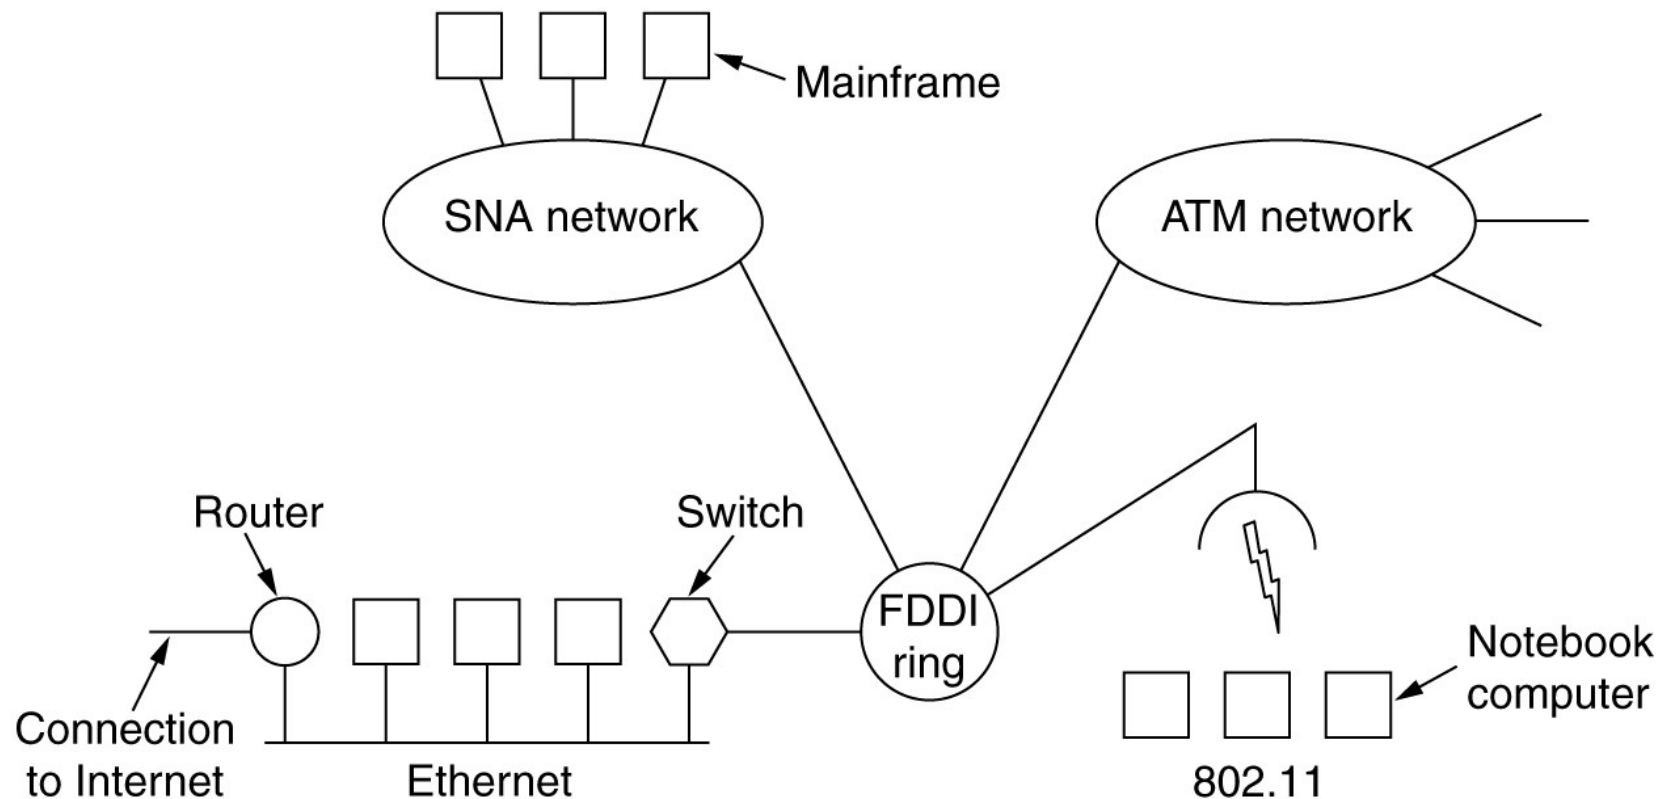 Mainframe
SNA network
ATM network
Router
Switch
FDDI
ring
Notebook
computer
Connection
to Internet
Ethernet
802.11